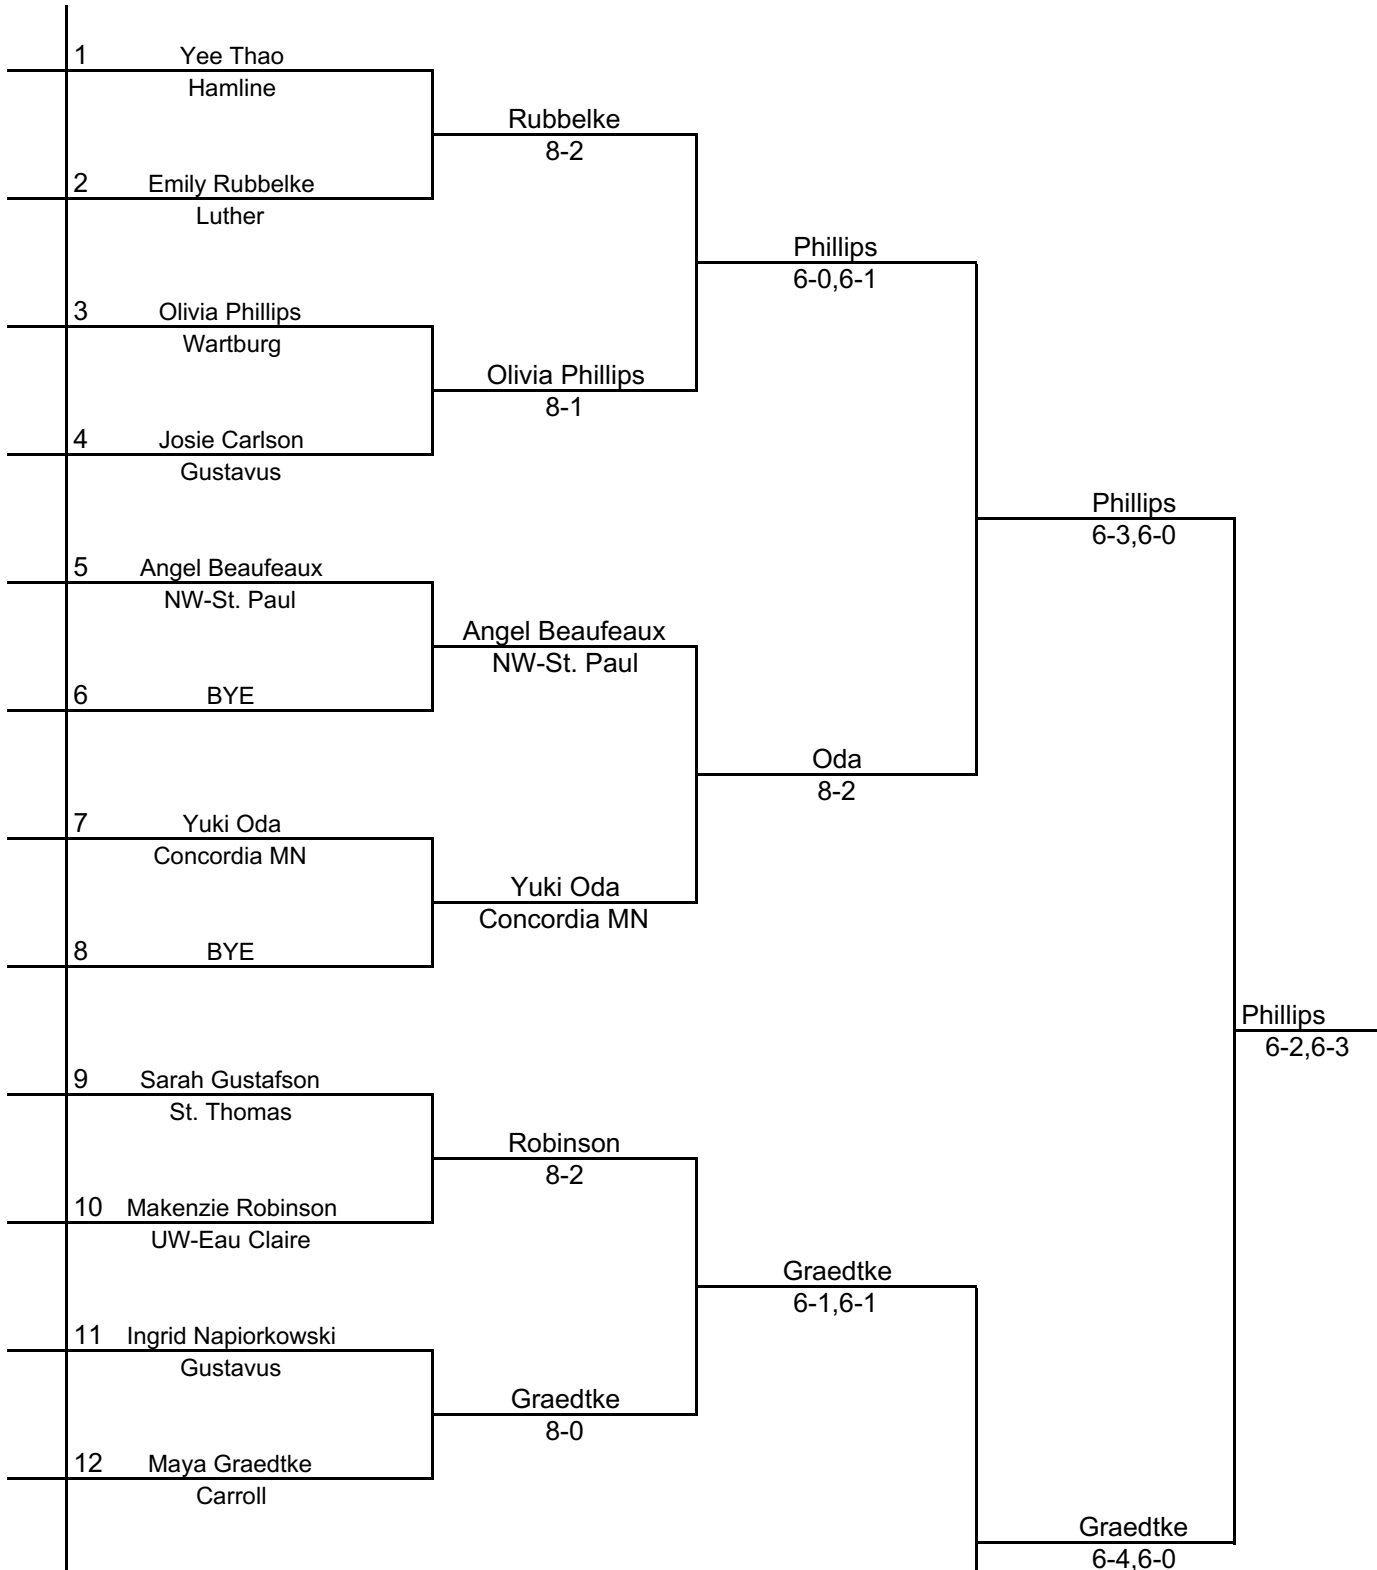 1 Yee Thao
Hamline
Rubbelke
8-2
2 Emily Rubbelke
Luther
Phillips
6-0,6-1
3 Olivia Phillips
Wartburg
Olivia Phillips
8-1
4 Josie Carlson
Gustavus
Phillips
6-3,6-0
5 Angel Beaufeaux
NW-St. Paul
Angel Beaufeaux
NW-St. Paul
6 BYE
Oda
8-2
7 Yuki Oda
Concordia MN
Yuki Oda
Concordia MN
8 BYE
Phillips
6-2,6-3
9 Sarah Gustafson
St. Thomas
Robinson
8-2
10 Makenzie Robinson
UW-Eau Claire
Graedtke
6-1,6-1
11 Ingrid Napiorkowski
Gustavus
Graedtke
8-0
12 Maya Graedtke
Carroll
Graedtke
6-4,6-0